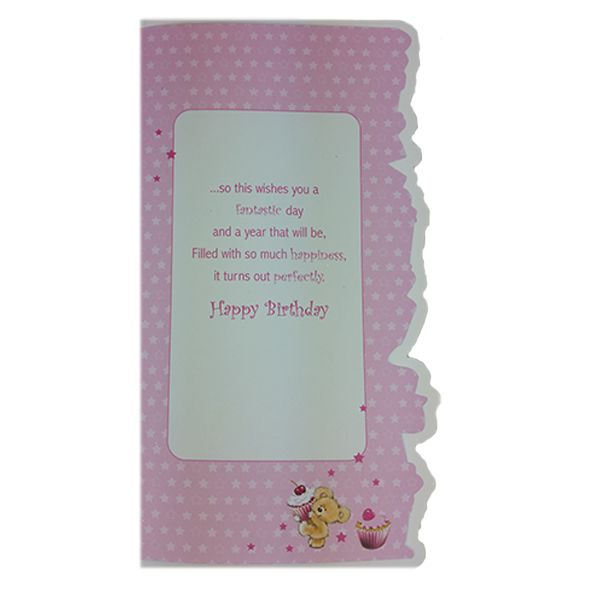 ...so this wishes you a
fantastic day
and a year that will be,
Filled with so much happiness,
it turns out perfectly.
Happy Birthday